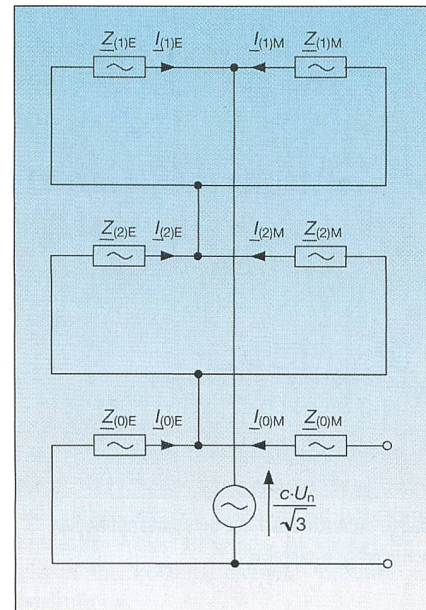 Z(1)E I(1)E I(1)M Z(1)M
Z(2)E I(2)E I(2)M Z(2)M
Z(0)E I(0)E I(0)M Z(0)M
c·Un
√3